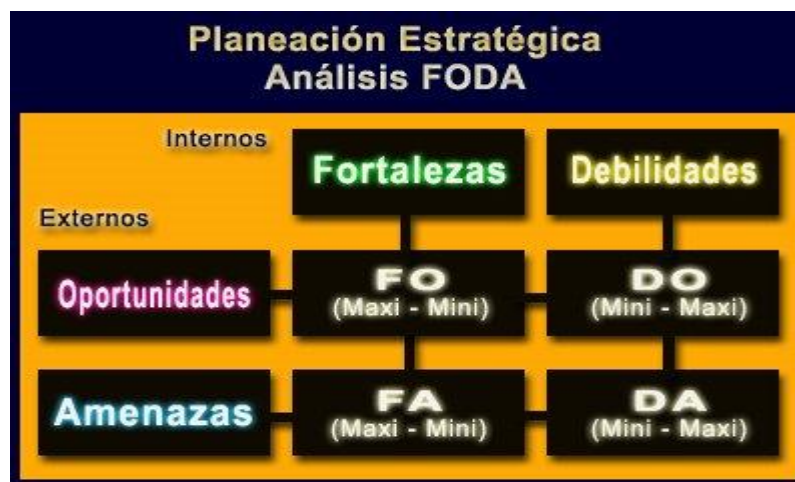 Planeación Estratégica
Análisis FODA
Internos
Fortalezas
Debilidades
Externos
Oportunidades
FO
(Maxi - Mini)
DO
(Mini - Maxi)
Amenazas
FA
(Maxi - Mini)
DA
(Mini - Maxi)